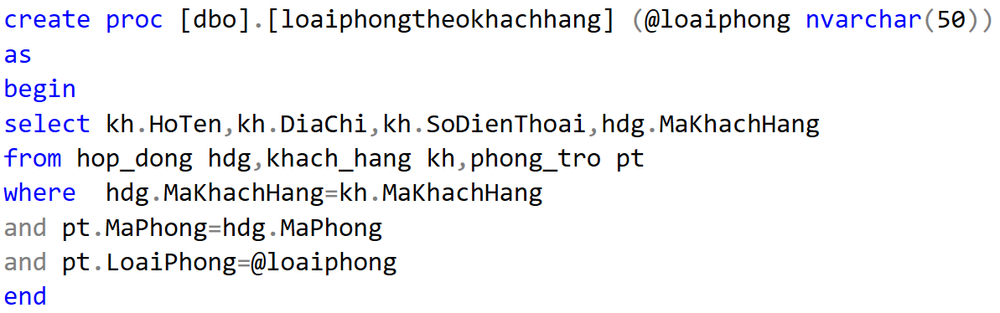 create proc [dbo].[loaiphongtheokhachhang] (@loaiphong nvarchar(50))
as
begin
select kh.HoTen,kh.DiaChi,kh.SoDienThoai,hdg.MaKhachHang
from hop_dong hdg,khach_hang kh,phong_tro pt
where  hdg.MaKhachHang=kh.MaKhachHang
and pt.MaPhong=hdg.MaPhong
and pt.LoaiPhong=@loaiphong
end